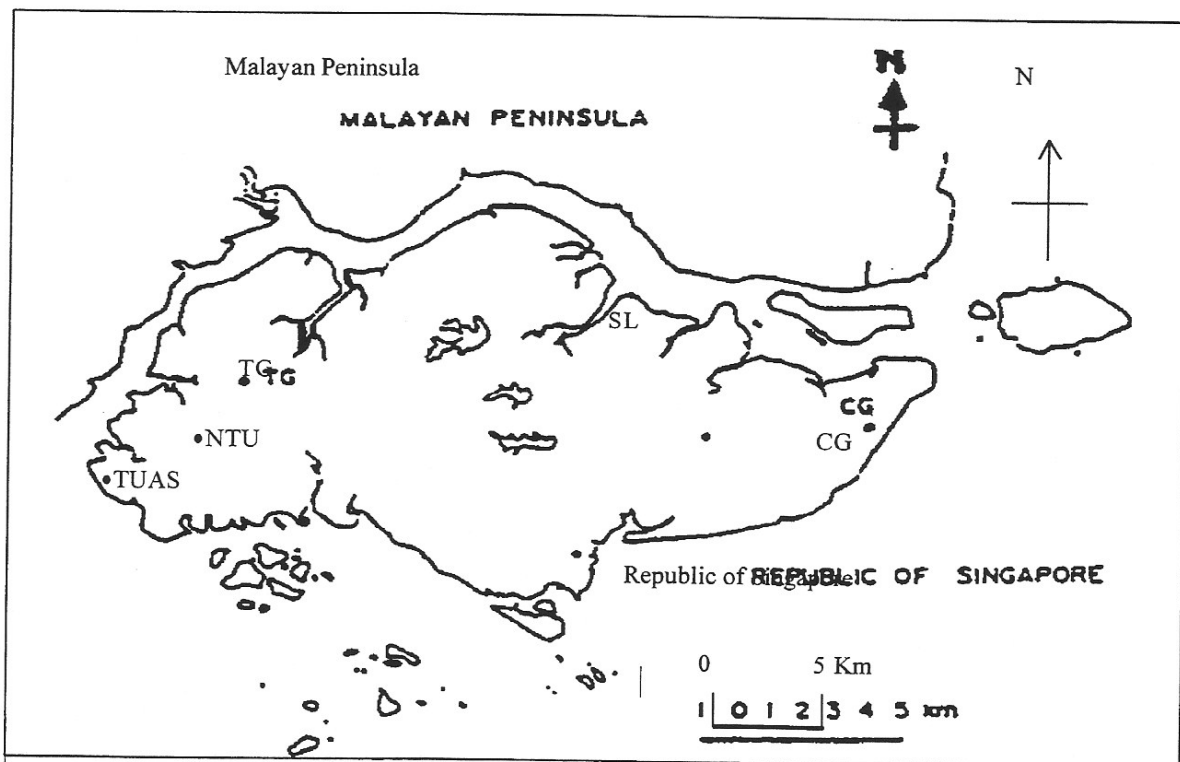 Malayan Peninsula
N
N
MALAYAN PENINSULA
SL
TG
TG
CG
NTU
CG
TUAS
Republic of Singapore
REPUBLIC OF SINGAPORE
0 5 Km
1 0 1 2 3 4 5 km